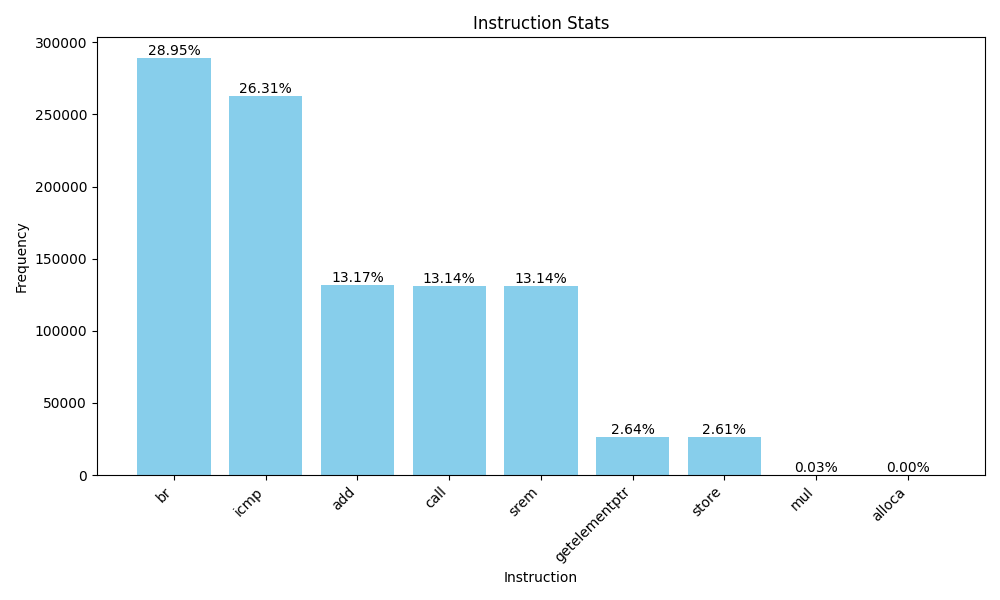 Instruction Stats
Frequency
300000
250000
200000
150000
100000
50000
0
28.95%
26.31%
13.17%
13.14%
13.14%
2.64%
2.61%
0.03%
0.00%
br
icmp
add
call
srem
getelementptr
store
mul
alloca
Instruction